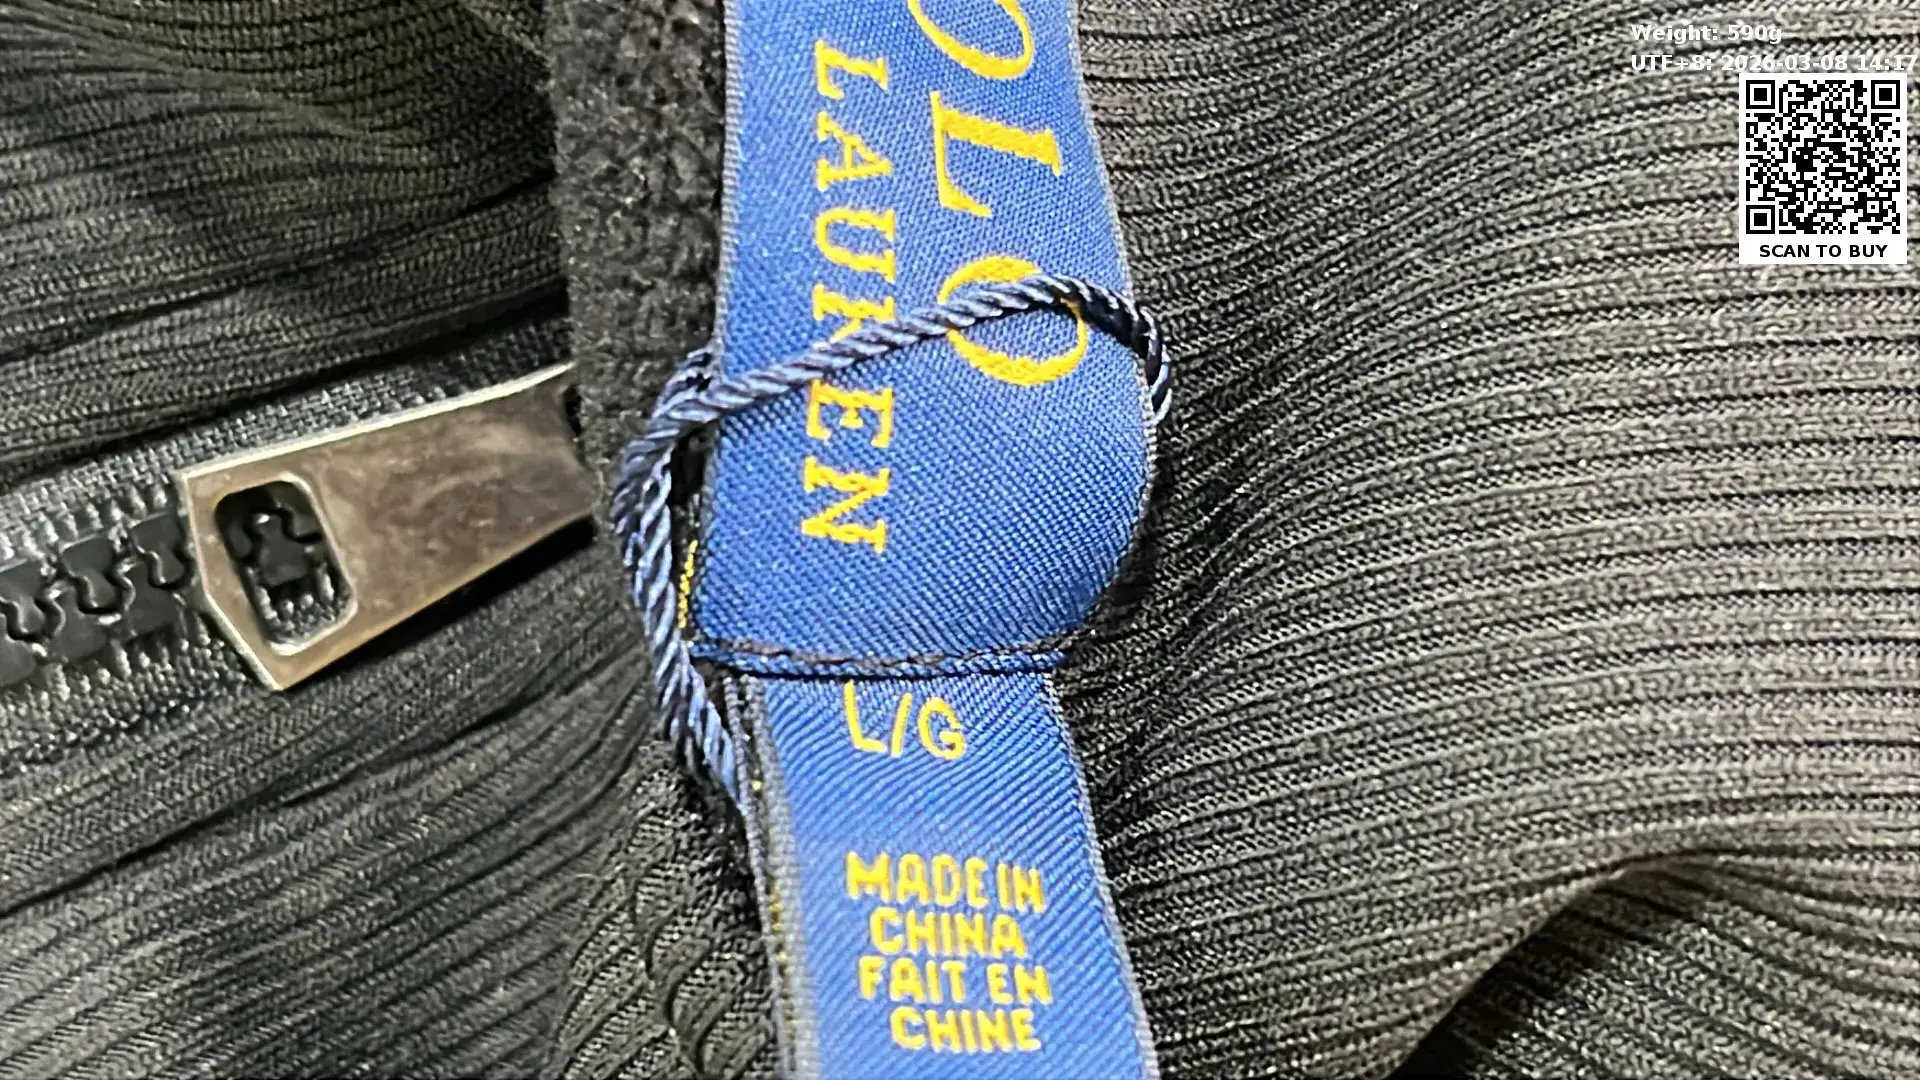 Weight: 590g
UTF+8: 2026-03-08 14:17
SCAN TO BUY
OLO
LAUREN
L/G
MADE IN
CHINA
FAIT EN
CHINE